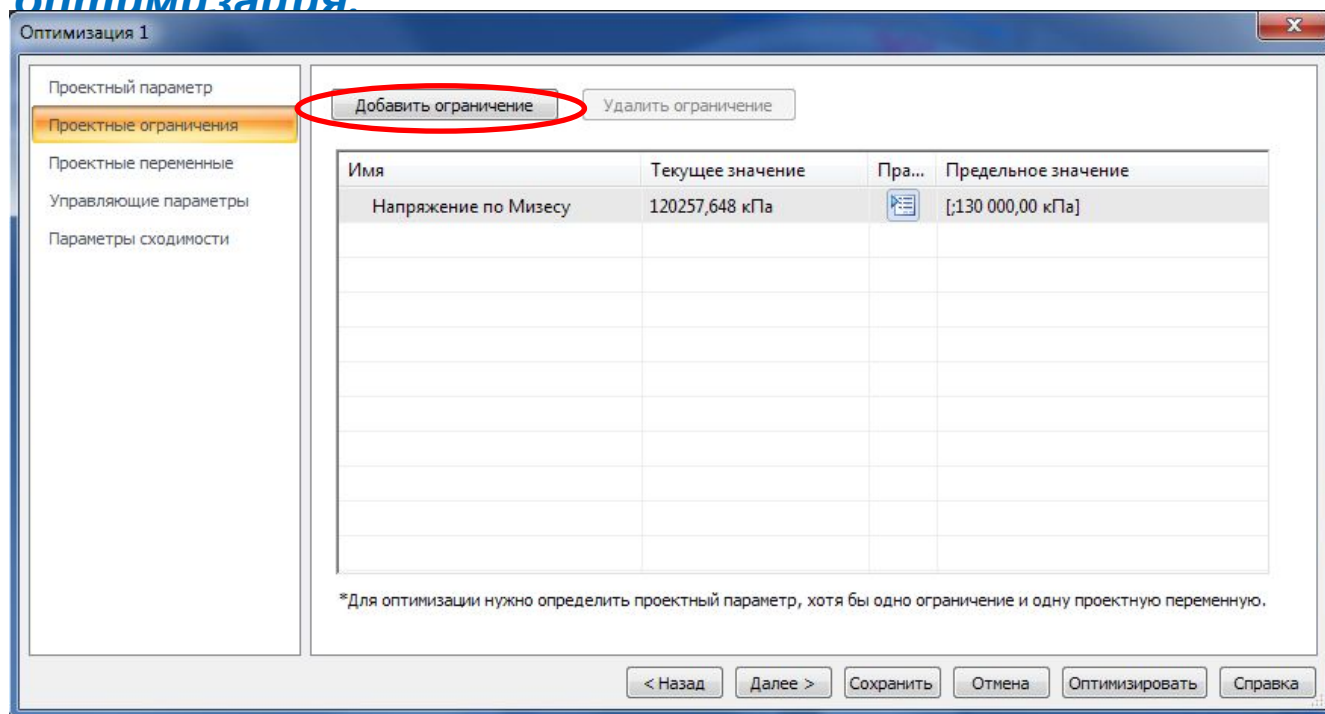 оптимизация.
Оптимизация 1
Проектный параметр
Проектные ограничения
Проектные переменные
Управляющие параметры
Параметры сходимости
Добавить ограничение Удалить ограничение
Имя Текущее значение Пра... Предельное значение
Напряжение по Мизесу 120257,648 кПа [;130 000,00 кПа]
*Для оптимизации нужно определить проектный параметр, хотя бы одно ограничение и одну проектную переменную.
< Назад Далее > Сохранить Отмена Оптимизировать Справка